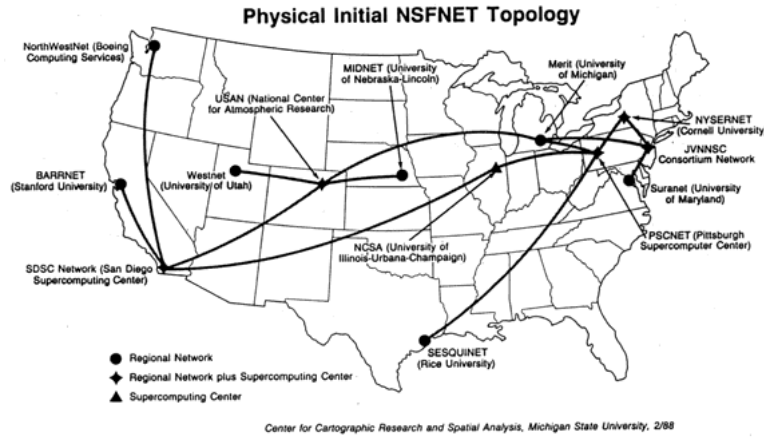 Physical Initial NSFNET Topology
NorthWestNet (Boeing
Computing Services)
MIDNET (University
of Nebraska-Lincoln)
Merit (University
of Michigan)
USAN (National Center
for Atmospheric Research)
NYSERNET
(Cornell University
JVNNSC
Consortium Network
BARRNET
(Stanford University)
Westnet
(University of Utah)
Suranet (University
of Maryland)
PSCNET (Pittsburgh
Supercomputer Center)
NCSA (University of
Illinois-Urbana-Champaign)
SDSC Network (San Diego
Supercomputing Center)
SESQUINET
(Rice University)
Regional Network
Regional Network plus Supercomputing Center
Supercomputing Center
Center for Cartographic Research and Spatial Analysis, Michigan State University, 2/88